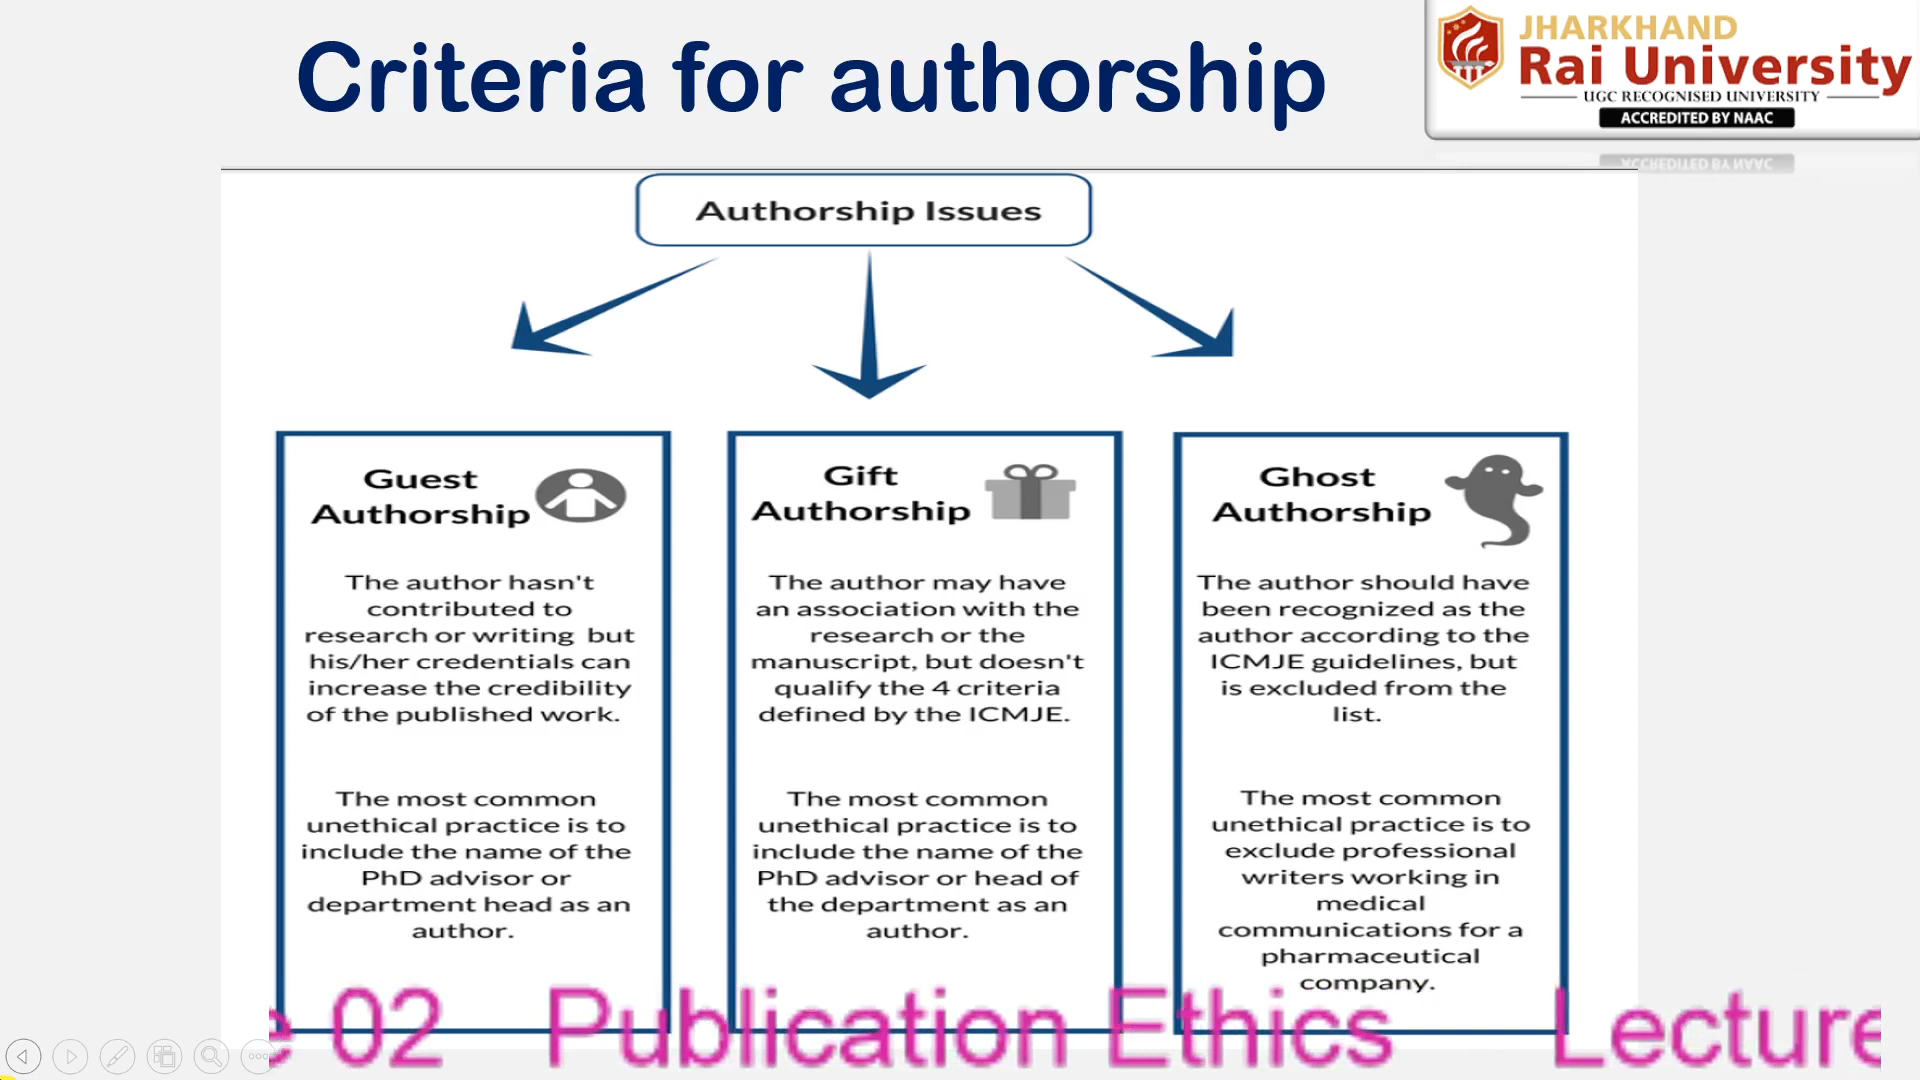 Criteria for authorship
JHARKHAND
Rai University
UGC RECOGNISED UNIVERSITY
ACCREDITED BY NAAC
Authorship Issues
Guest
Authorship
The author hasn't
contributed to
research or writing but
his/her credentials can
increase the credibility
of the published work.
The most common
unethical practice is to
include the name of the
PhD advisor or
department head as an
author.
Gift
Authorship
The author may have
an association with the
research or the
manuscript, but doesn't
qualify the 4 criteria
defined by the ICMJE.
The most common
unethical practice is to
include the name of the
PhD advisor or head of
the department as an
author.
Ghost
Authorship
The author should have
been recognized as the
author according to the
ICMJE guidelines, but
is excluded from the
list.
The most common
unethical practice is to
exclude professional
writers working in
medical
communications for a
pharmaceutical
company.
e 02 Publication Ethics Lecture